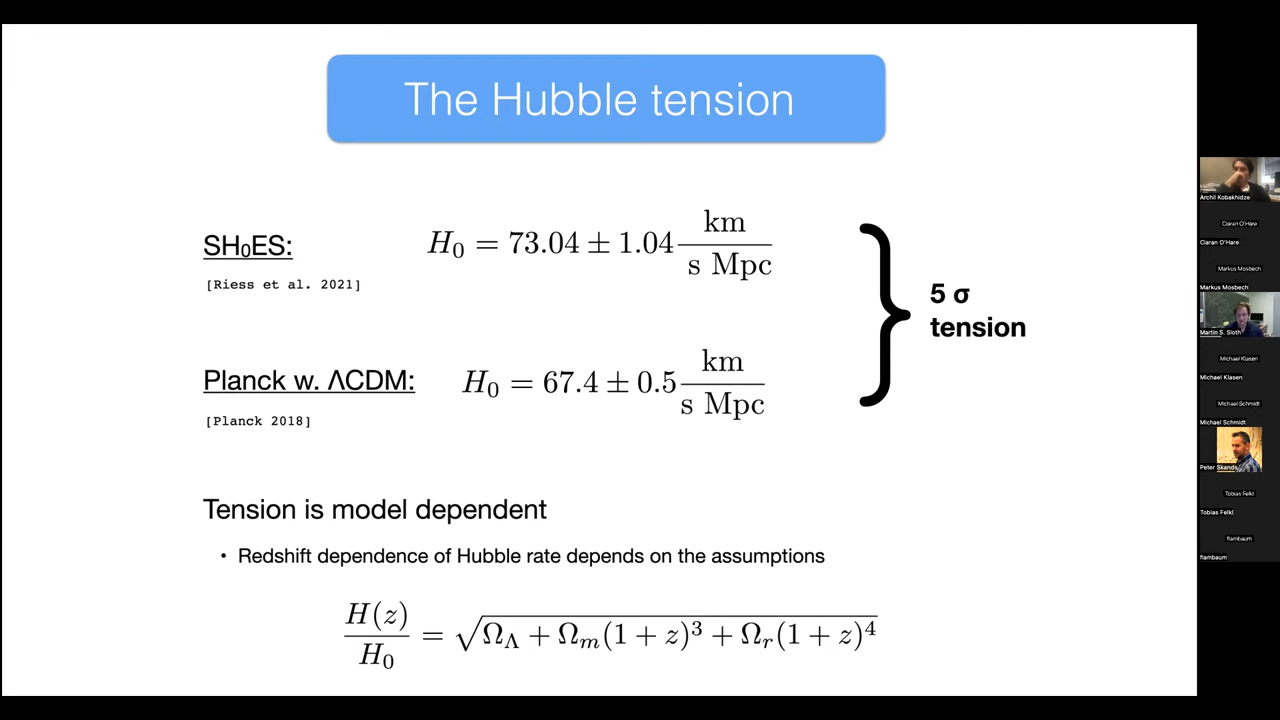 The Hubble tension
SH₀ES:
H₀ = 73.04 ± 1.04 km / s Mpc
[Riess et al. 2021]
5 σ
tension
Planck w. ΛCDM:
H₀ = 67.4 ± 0.5 km / s Mpc
[Planck 2018]
Tension is model dependent
• Redshift dependence of Hubble rate depends on the assumptions
H(z) / H₀ = √(Ω_Λ + Ω_m(1 + z)³ + Ω_r(1 + z)⁴)
Archil Kobakhidze
Ciaran O'Hare
Ciaran O'Hare
Markus Mosbech
Markus Mosbech
Martin S. Sloth
Michael Klasen
Michael Klasen
Michael Schmidt
Michael Schmidt
Peter Skands
Tobias Felkl
Tobias Felkl
flambaum
flambaum